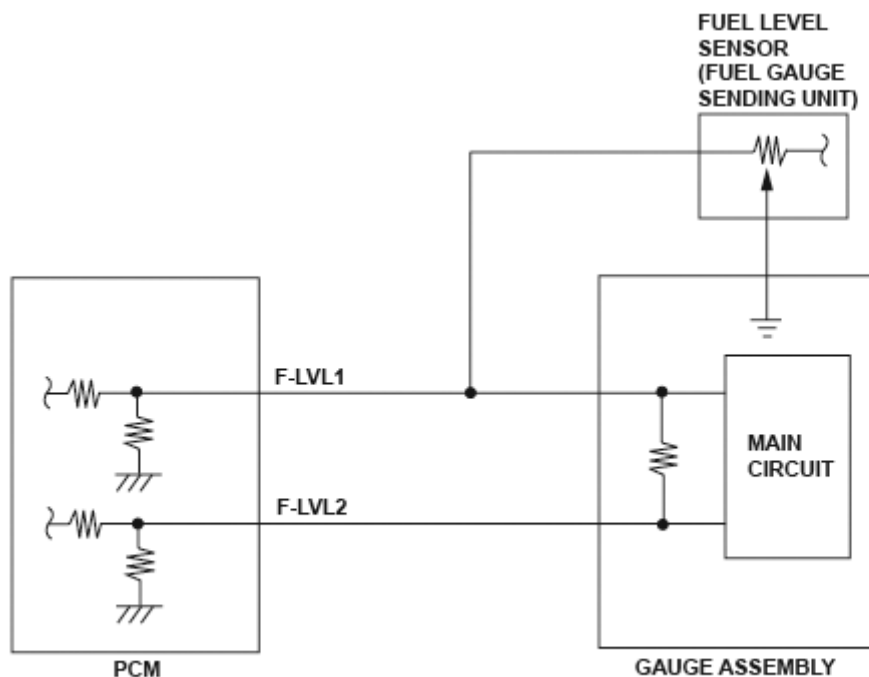 FUEL LEVEL
SENSOR
(FUEL GAUGE
SENDING UNIT)
F-LVL1
F-LVL2
MAIN
CIRCUIT
PCM
GAUGE ASSEMBLY